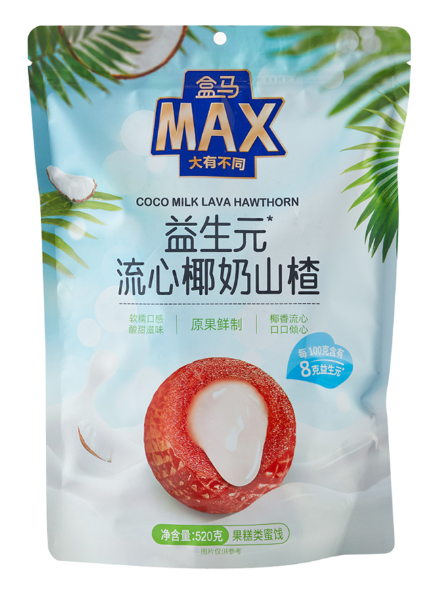 盒马
MAX
大有不同
COCO MILK LAVA HAWTHORN
益生元*
流心椰奶山楂
软糯口感
酸甜滋味
原果鲜制
椰香流心
口口倾心
每100克含有
8克益生元*
净含量:520克
果糕类蜜饯
图片仅供参考